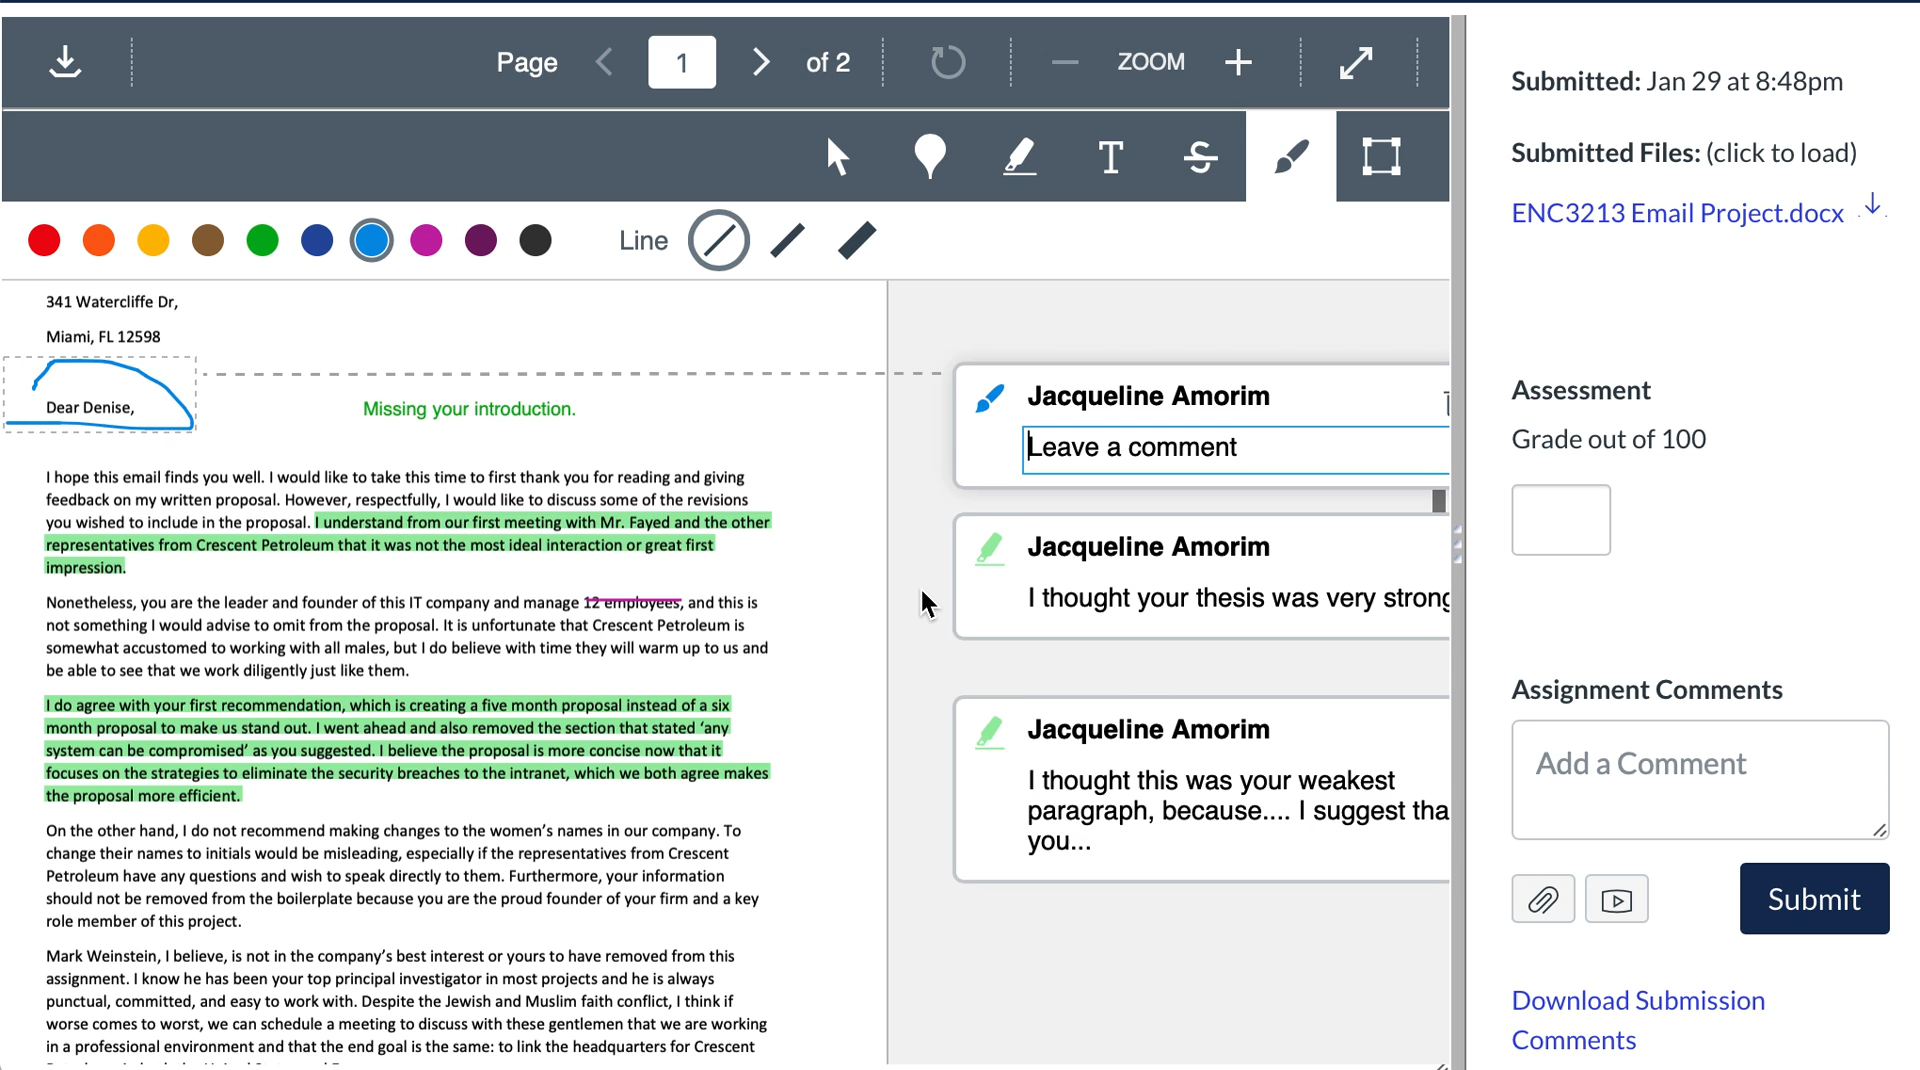 Page 1 of 2 ZOOM
T S
Line
341 Watercliffe Dr,
Miami, FL 12598
Dear Denise,
Missing your introduction.
I hope this email finds you well. I would like to take this time to first thank you for reading and giving
feedback on my written proposal. However, respectfully, I would like to discuss some of the revisions
you wished to include in the proposal. I understand from our first meeting with Mr. Fayed and the other
representatives from Crescent Petroleum that it was not the most ideal interaction or great first
impression.
Nonetheless, you are the leader and founder of this IT company and manage 12 employees, and this is
not something I would advise to omit from the proposal. It is unfortunate that Crescent Petroleum is
somewhat accustomed to working with all males, but I do believe with time they will warm up to us and
be able to see that we work diligently just like them.
I do agree with your first recommendation, which is creating a five month proposal instead of a six
month proposal to make us stand out. I went ahead and also removed the section that stated ‘any
system can be compromised’ as you suggested. I believe the proposal is more concise now that it
focuses on the strategies to eliminate the security breaches to the intranet, which we both agree makes
the proposal more efficient.
On the other hand, I do not recommend making changes to the women’s names in our company. To
change their names to initials would be misleading, especially if the representatives from Crescent
Petroleum have any questions and wish to speak directly to them. Furthermore, your information
should not be removed from the boilerplate because you are the proud founder of your firm and a key
role member of this project.
Mark Weinstein, I believe, is not in the company’s best interest or yours to have removed from this
assignment. I know he has been your top principal investigator in most projects and he is always
punctual, committed, and easy to work with. Despite the Jewish and Muslim faith conflict, I think if
worse comes to worst, we can schedule a meeting to discuss with these gentlemen that we are working
in a professional environment and that the end goal is the same: to link the headquarters for Crescent
Jacqueline Amorim
Leave a comment
Jacqueline Amorim
I thought your thesis was very strong
Jacqueline Amorim
I thought this was your weakest
paragraph, because.... I suggest tha
you...
Submitted: Jan 29 at 8:48pm
Submitted Files: (click to load)
ENC3213 Email Project.docx
Assessment
Grade out of 100
Assignment Comments
Add a Comment
Submit
Download Submission
Comments